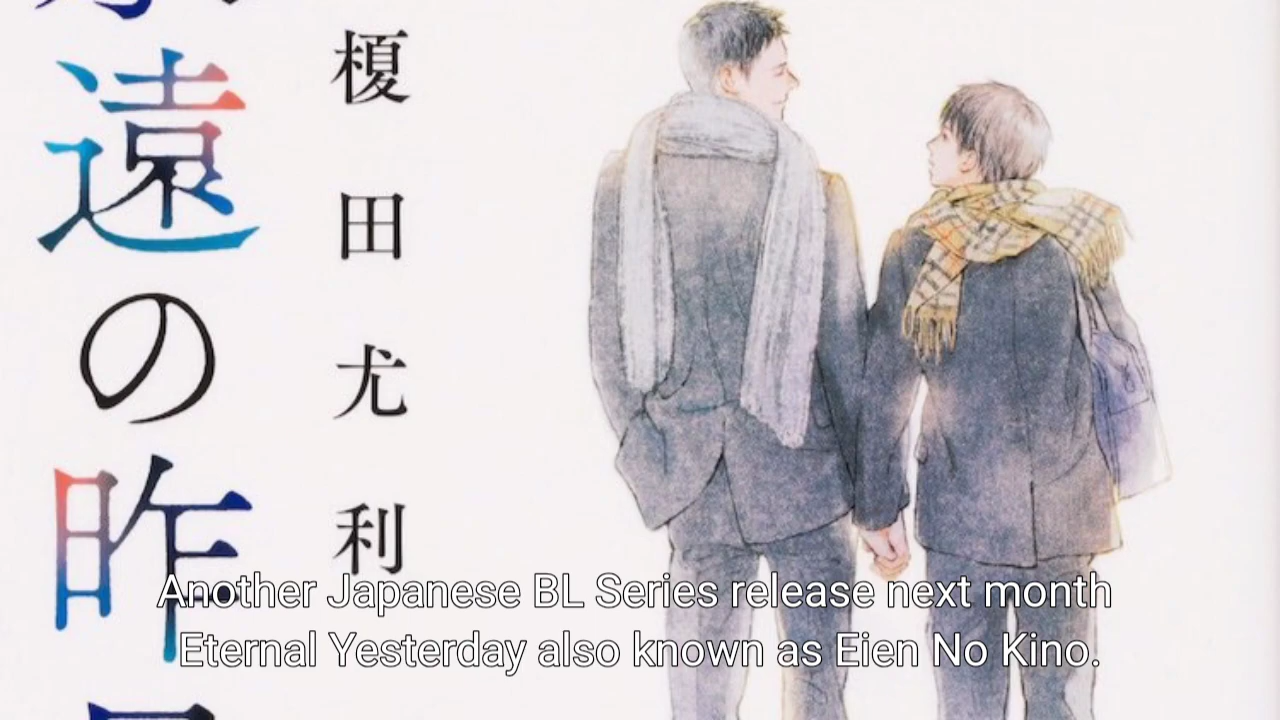 遠の昨
榎田尤利
Another Japanese BL Series release next month
Eternal Yesterday also known as Eien No Kino.